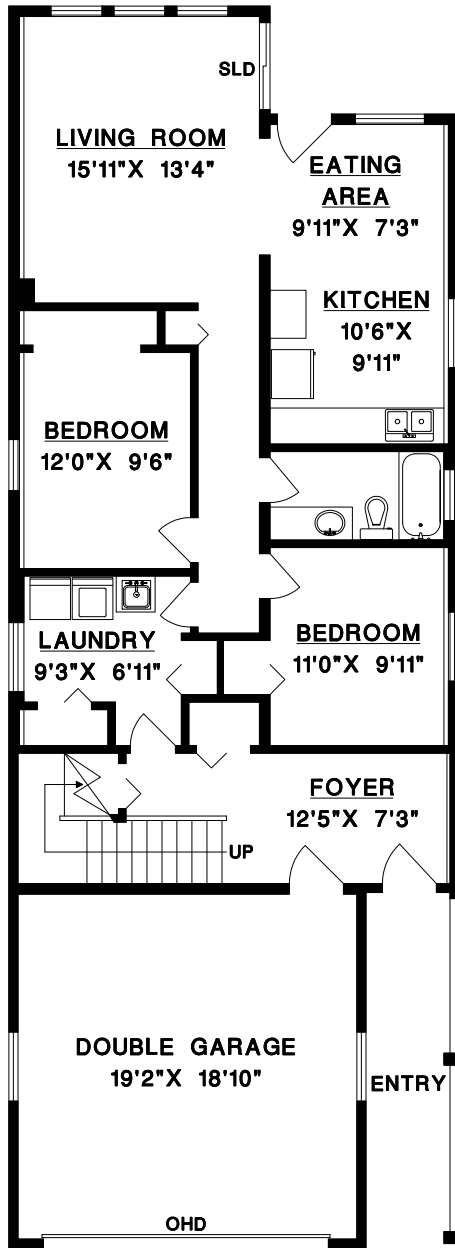 SLD
LIVING ROOM
15'11"X 13'4"
EATING
AREA
9'11"X 7'3"
KITCHEN
10'6"X
9'11"
BEDROOM
12'0"X 9'6"
LAUNDRY
9'3"X 6'11"
BEDROOM
11'0"X 9'11"
FOYER
12'5"X 7'3"
UP
DOUBLE GARAGE
19'2"X 18'10"
ENTRY
OHD